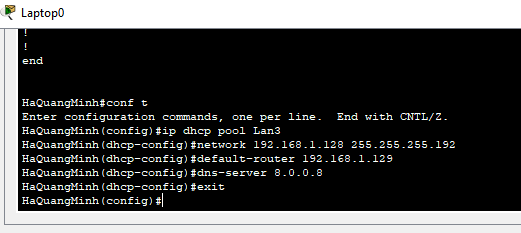 Laptop0
!
!
end
HaQuangMinh#conf t
Enter configuration commands, one per line.  End with CNTL/Z.
HaQuangMinh(config)#ip dhcp pool Lan3
HaQuangMinh(dhcp-config)#network 192.168.1.128 255.255.255.192
HaQuangMinh(dhcp-config)#default-router 192.168.1.129
HaQuangMinh(dhcp-config)#dns-server 8.0.0.8
HaQuangMinh(dhcp-config)#exit
HaQuangMinh(config)#